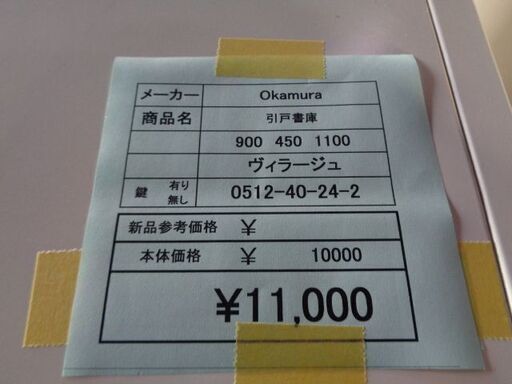 メーカー Okamura
商品名 引戸書庫
900 450 1100
ヴィラージュ
鍵 有り 無し 0512-40-24-2
新品参考価格 ¥
本体価格 ¥ 10000
¥11,000